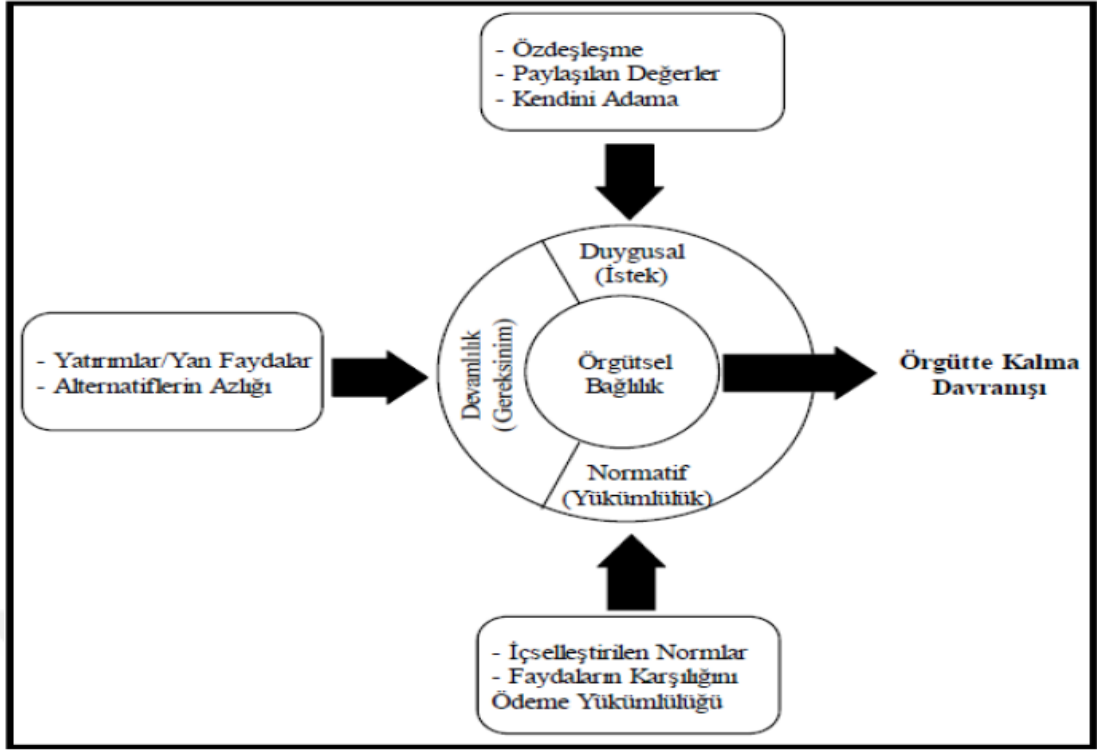 - Özdeşleşme
- Paylaşılan Değerler
- Kendini Adama
Duygusal
(İstek)
- Yatırımlar/Yan Faydalar
- Alternatiflerin Azlığı
Devamlılık
(Gereksinim)
Örgütsel
Bağlılık
Örgütte Kalma
Davranışı
Normatif
(Yükümlülük)
- İçselleştirilen Normlar
- Faydaların Karşılığını
Ödeme Yükümlülüğü